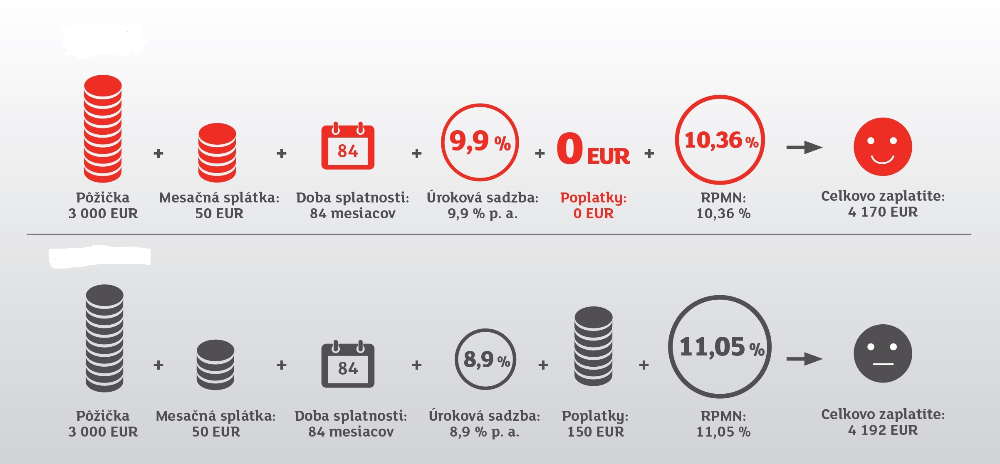 84
9,9 %
0 EUR
10,36 %
Pôžička
3 000 EUR
Mesačná splátka:
50 EUR
Doba splatnosti:
84 mesiacov
Úroková sadzba:
9,9 % p. a.
Poplatky:
0 EUR
RPMN:
10,36 %
Celkovo zaplatíte:
4 170 EUR
84
8,9 %
11,05 %
Pôžička
3 000 EUR
Mesačná splátka:
50 EUR
Doba splatnosti:
84 mesiacov
Úroková sadzba:
8,9 % p. a.
Poplatky:
150 EUR
RPMN:
11,05 %
Celkovo zaplatíte:
4 192 EUR